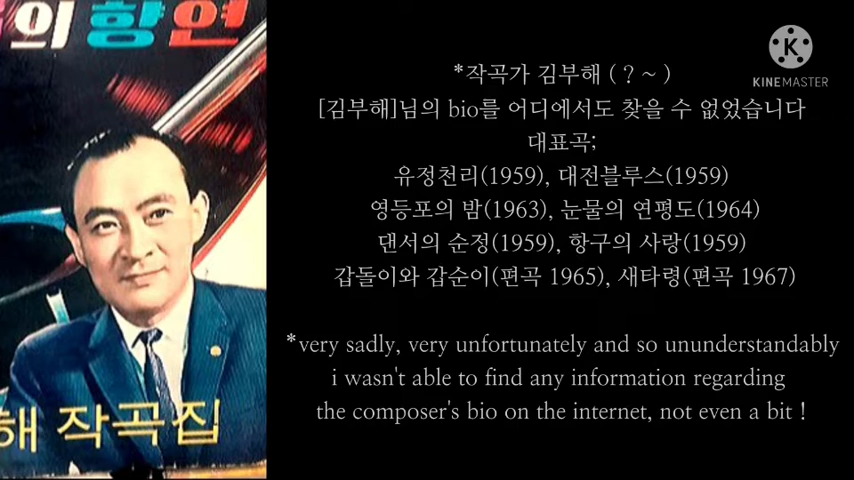 의 향연
해 작곡집
KINEMASTER
*작곡가 김부해 ( ? ~ )
[김부해]님의 bio를 어디에서도 찾을 수 없었습니다
대표곡;
유정천리(1959), 대전블루스(1959)
영등포의 밤(1963), 눈물의 연평도(1964)
댄서의 순정(1959), 항구의 사랑(1959)
갑돌이와 갑순이(편곡 1965), 새타령(편곡 1967)
*very sadly, very unfortunately and so ununderstandably
i wasn't able to find any information regarding
the composer's bio on the internet, not even a bit !